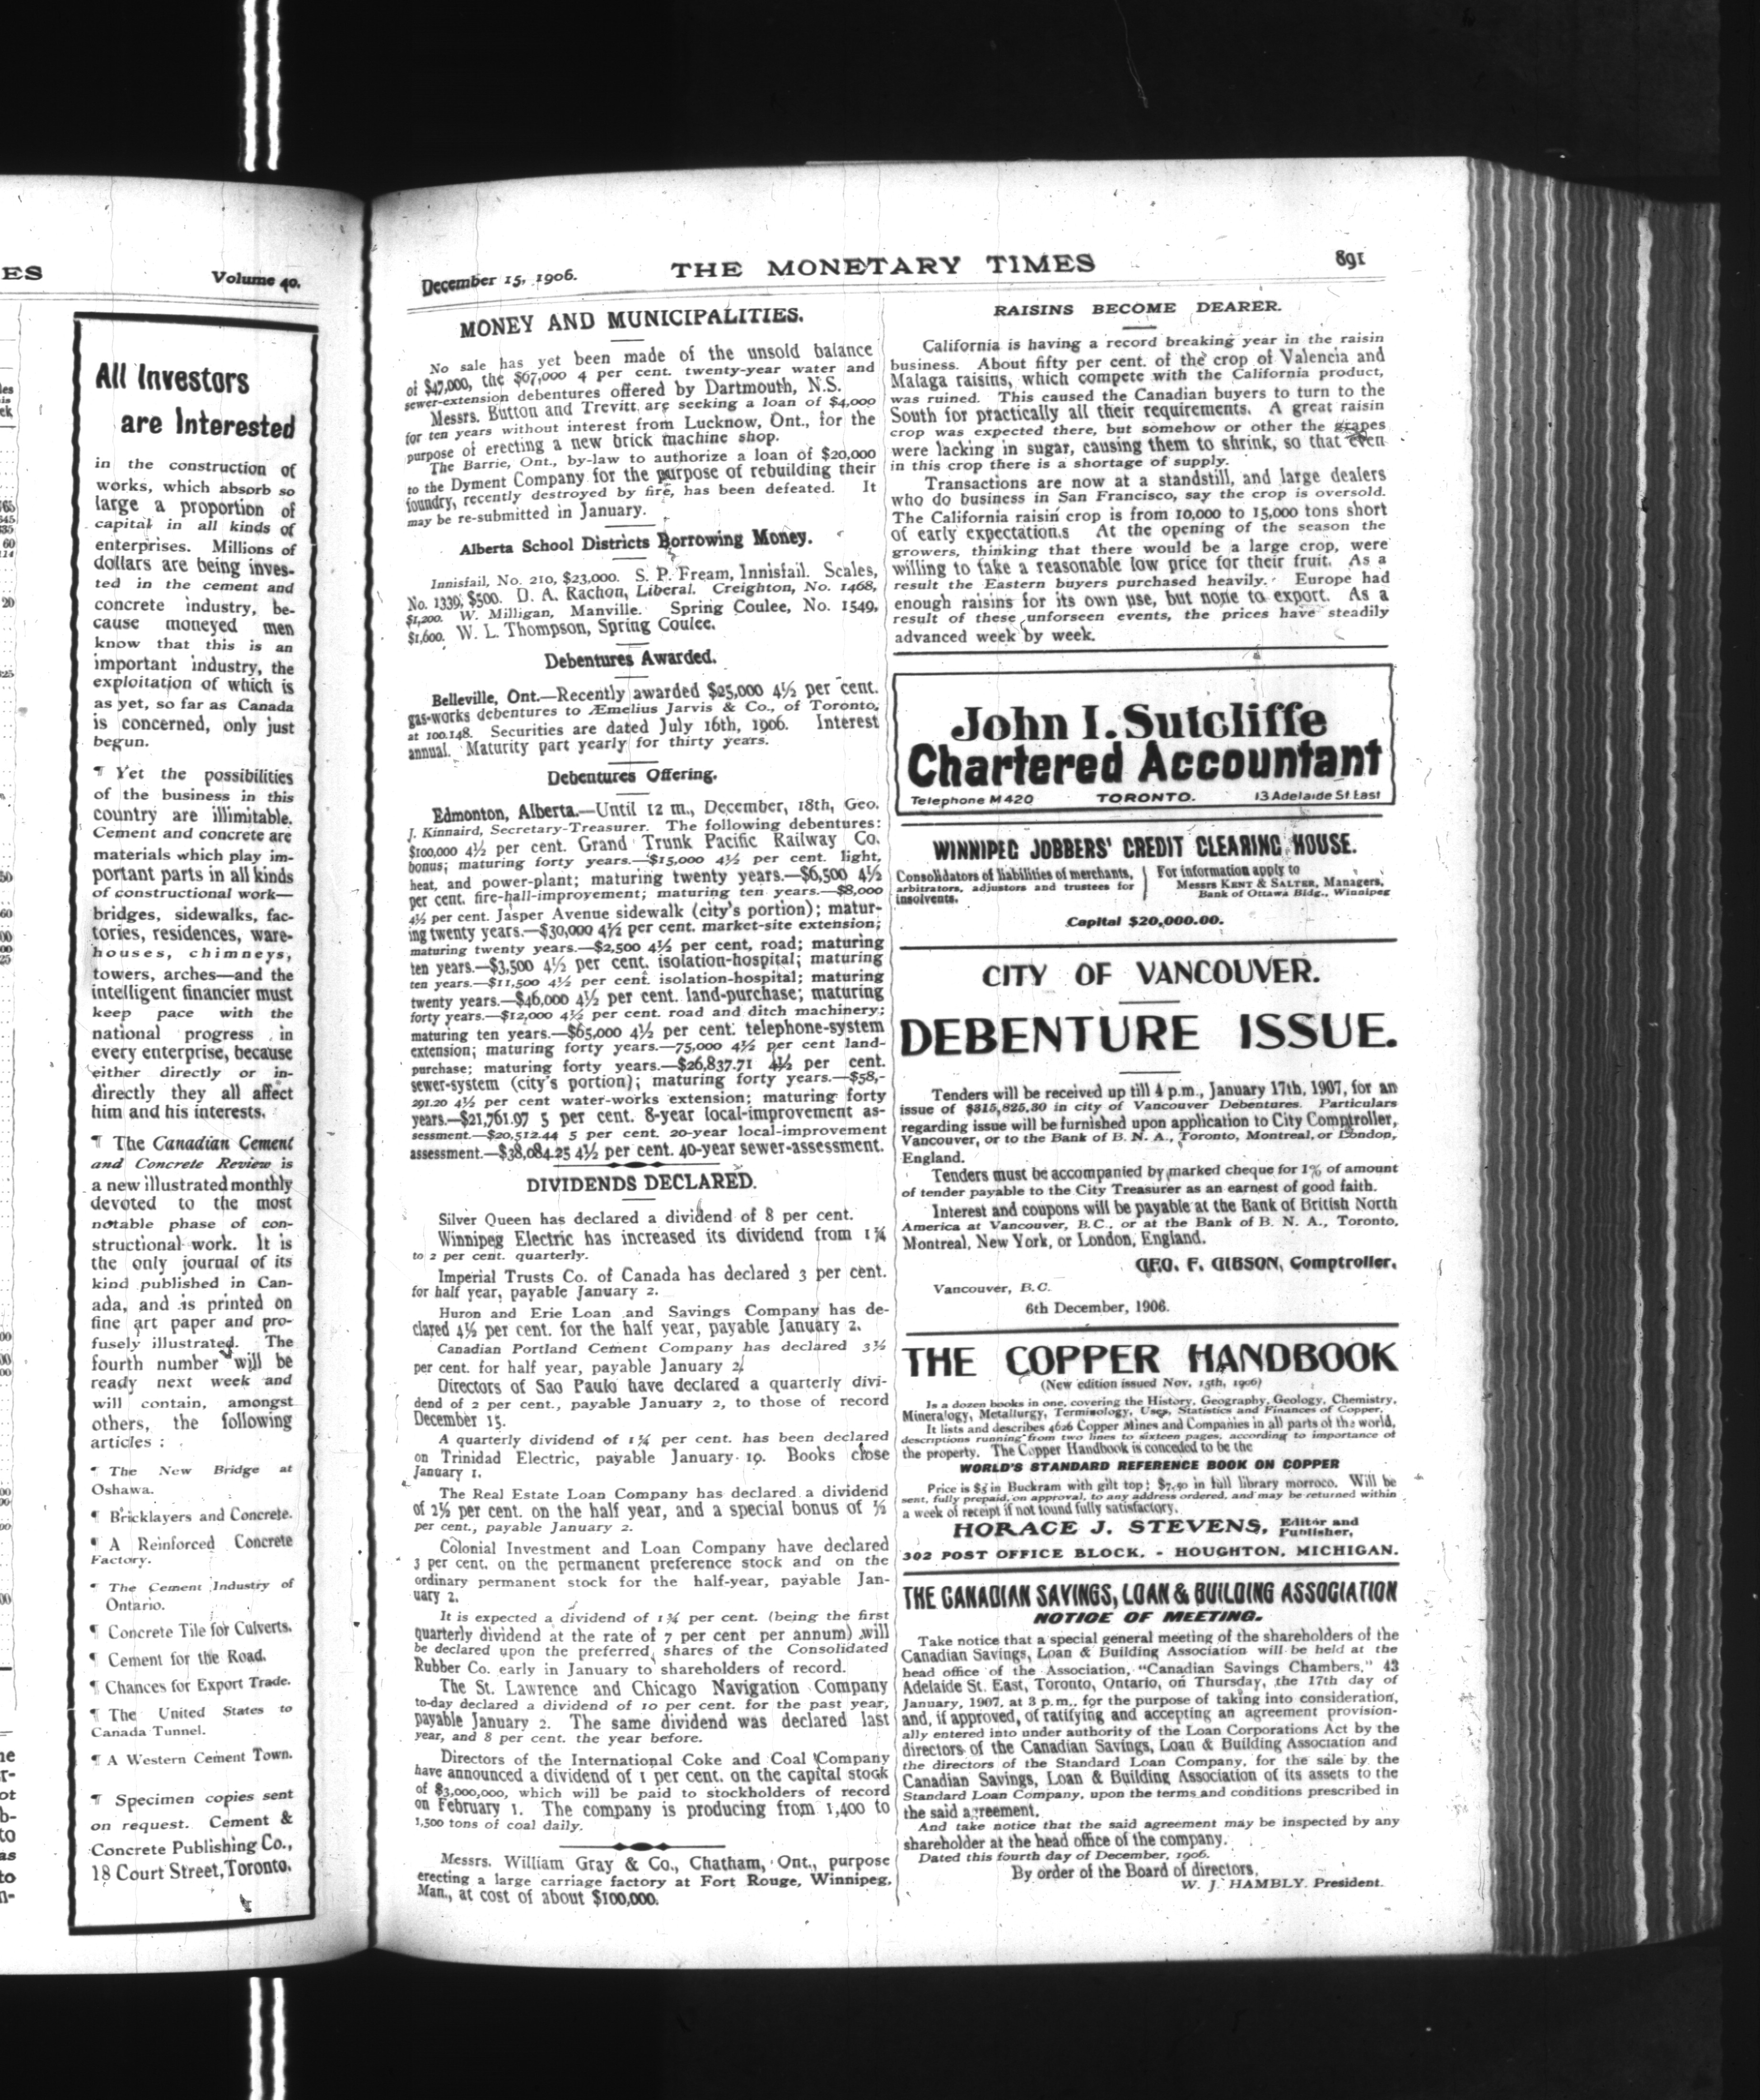 ES
Volume 40.
All Investors
are Interested
in the construction of
works, which absorb so
large a proportion of
capital in all kinds of
enterprises. Millions of
dollars are being inves-
ted in the cement and
concrete industry, be-
cause moneyed men
know that this is an
important industry, the
exploitation of which is
as yet, so far as Canada
is concerned, only just
begun.
¶ Yet the possibilities
of the business in this
country are illimitable.
Cement and concrete are
materials which play im-
portant parts in all kinds
of constructional work—
bridges, sidewalks, fac-
tories, residences, ware-
houses, chimneys,
towers, arches—and the
intelligent financier must
keep pace with the
national progress in
every enterprise, because
either directly or in-
directly they all affect
him and his interests.
¶ The Canadian Cement
and Concrete Review is
a new illustrated monthly
devoted to the most
notable phase of con-
structional work. It is
the only journal of its
kind published in Can-
ada, and is printed on
fine art paper and pro-
fusely illustrated. The
fourth number will be
ready next week and
will contain, amongst
others, the following
articles :
¶ The New Bridge at
Oshawa.
¶ Bricklayers and Concrete.
¶ A Reinforced Concrete
Factory.
¶ The Cement Industry of
Ontario.
¶ Concrete Tile for Culverts.
¶ Cement for the Road.
¶ Chances for Export Trade.
¶ The United States to
Canada Tunnel.
¶ A Western Cement Town.
¶ Specimen copies sent
on request. Cement &
Concrete Publishing Co.,
18 Court Street, Toronto.
December 15, 1906.
THE MONETARY TIMES
891
MONEY AND MUNICIPALITIES.
No sale has yet been made of the unsold balance
of $47,000, the $67,000 4 per cent. twenty-year water and
sewer-extension debentures offered by Dartmouth, N.S.
Messrs. Button and Trevitt are seeking a loan of $4,000
for ten years without interest from Lucknow, Ont., for the
purpose of erecting a new brick machine shop.
The Barrie, Ont., by-law to authorize a loan of $20,000
to the Dyment Company for the purpose of rebuilding their
foundry, recently destroyed by fire, has been defeated. It
may be re-submitted in January.
Alberta School Districts Borrowing Money.
Innisfail, No. 210, $23,000. S. P. Fream, Innisfail. Scales,
No. 1339, $500. D. A. Rachon, Liberal. Creighton, No. 1468,
$1,200. W. Milligan, Manville. Spring Coulee, No. 1549,
$1,600. W. L. Thompson, Spring Coulee.
Debentures Awarded.
Belleville, Ont.—Recently awarded $25,000 4½ per cent.
gas-works debentures to Æmelius Jarvis & Co., of Toronto,
at 100.148. Securities are dated July 16th, 1906. Interest
annual. Maturity part yearly for thirty years.
Debentures Offering.
Edmonton, Alberta.—Until 12 m., December, 18th, Geo.
J. Kinnaird, Secretary-Treasurer. The following debentures:
$100,000 4½ per cent. Grand Trunk Pacific Railway Co.
bonus; maturing forty years.—$15,000 4½ per cent. light,
heat, and power-plant; maturing twenty years.—$6,500 4½
per cent. fire-hall-improvement; maturing ten years.—$8,000
4½ per cent. Jasper Avenue sidewalk (city's portion); matur-
ing twenty years.—$30,000 4½ per cent. market-site extension;
maturing twenty years.—$2,500 4½ per cent, road; maturing
ten years.—$3,500 4½ per cent. isolation-hospital; maturing
ten years.—$11,500 4½ per cent. isolation-hospital; maturing
twenty years.—$46,000 4½ per cent. land-purchase; maturing
forty years.—$12,000 4½ per cent. road and ditch machinery;
maturing ten years.—$65,000 4½ per cent. telephone-system
extension; maturing forty years.—75,000 4½ per cent land-
purchase; maturing forty years.—$26,837.71 4½ per cent.
sewer-system (city's portion); maturing forty years.—$58,-
291.20 4½ per cent water-works extension; maturing forty
years.—$21,761.97 5 per cent. 8-year local-improvement as-
sessment.—$20,512.44 5 per cent. 20-year local-improvement
assessment.—$38,084.25 4½ per cent. 40-year sewer-assessment.
DIVIDENDS DECLARED.
Silver Queen has declared a dividend of 8 per cent.
Winnipeg Electric has increased its dividend from 1¼
to 2 per cent. quarterly.
Imperial Trusts Co. of Canada has declared 3 per cent.
for half year, payable January 2.
Huron and Erie Loan and Savings Company has de-
clared 4½ per cent. for the half year, payable January 2.
Canadian Portland Cement Company has declared 3½
per cent. for half year, payable January 2.
Directors of Sao Paulo have declared a quarterly divi-
dend of 2 per cent., payable January 2, to those of record
December 15.
A quarterly dividend of 1¼ per cent. has been declared
on Trinidad Electric, payable January 10. Books close
January 1.
The Real Estate Loan Company has declared a dividend
of 2½ per cent. on the half year, and a special bonus of ½
per cent., payable January 2.
Colonial Investment and Loan Company have declared
3 per cent. on the permanent preference stock and on the
ordinary permanent stock for the half-year, payable Jan-
uary 2.
It is expected a dividend of 1¾ per cent. (being the first
quarterly dividend at the rate of 7 per cent per annum) will
be declared upon the preferred shares of the Consolidated
Rubber Co. early in January to shareholders of record.
The St. Lawrence and Chicago Navigation Company
to-day declared a dividend of 10 per cent. for the past year,
payable January 2. The same dividend was declared last
year, and 8 per cent. the year before.
Directors of the International Coke and Coal Company
have announced a dividend of 1 per cent. on the capital stock
of $3,000,000, which will be paid to stockholders of record
on February 1. The company is producing from 1,400 to
1,500 tons of coal daily.
Messrs. William Gray & Co., Chatham, Ont., purpose
erecting a large carriage factory at Fort Rouge, Winnipeg,
Man., at cost of about $100,000.
RAISINS BECOME DEARER.
California is having a record breaking year in the raisin
business. About fifty per cent. of the crop of Valencia and
Malaga raisins, which compete with the California product,
was ruined. This caused the Canadian buyers to turn to the
South for practically all their requirements. A great raisin
crop was expected there, but somehow or other the grapes
were lacking in sugar, causing them to shrink, so that even
in this crop there is a shortage of supply.
Transactions are now at a standstill, and large dealers
who do business in San Francisco, say the crop is oversold.
The California raisin crop is from 10,000 to 15,000 tons short
of early expectation.s At the opening of the season the
growers, thinking that there would be a large crop, were
willing to take a reasonable low price for their fruit. As a
result the Eastern buyers purchased heavily. Europe had
enough raisins for its own use, but none to export. As a
result of these unforseen events, the prices have steadily
advanced week by week.
John I. Sutcliffe
Chartered Accountant
Telephone M 420 TORONTO. 13 Adelaide St. East
WINNIPEG JOBBERS' CREDIT CLEARING HOUSE.
Consolidators of liabilities of merchants,
arbitrators, adjustors and trustees for
insolvents.
For information apply to
Messrs KENT & SALTER, Managers,
Bank of Ottawa Bldg., Winnipeg
Capital $20,000.00.
CITY OF VANCOUVER.
DEBENTURE ISSUE.
Tenders will be received up till 4 p.m., January 17th, 1907, for an
issue of $315,825.30 in city of Vancouver Debentures. Particulars
regarding issue will be furnished upon application to City Comptroller,
Vancouver, or to the Bank of B. N. A., Toronto, Montreal, or London,
England.
Tenders must be accompanied by marked cheque for 1% of amount
of tender payable to the City Treasurer as an earnest of good faith.
Interest and coupons will be payable at the Bank of British North
America at Vancouver, B.C., or at the Bank of B. N. A., Toronto,
Montreal, New York, or London, England.
GEO. F. GIBSON, Comptroller.
Vancouver, B.C.
6th December, 1906.
THE COPPER HANDBOOK
(New edition issued Nov. 15th, 1906)
Is a dozen books in one, covering the History, Geography, Geology, Chemistry,
Mineralogy, Metallurgy, Terminology, Uses, Statistics and Finances of Copper.
It lists and describes 4626 Copper Mines and Companies in all parts of the world,
descriptions running from two lines to sixteen pages, according to importance of
the property. The Copper Handbook is conceded to be the
WORLD'S STANDARD REFERENCE BOOK ON COPPER
Price is $5 in Buckram with gilt top; $7.50 in full library morroco. Will be
sent, fully prepaid, on approval, to any address ordered, and may be returned within
a week of receipt if not found fully satisfactory.
HORACE J. STEVENS, Editor and
Publisher,
302 POST OFFICE BLOCK, - HOUGHTON, MICHIGAN.
THE CANADIAN SAVINGS, LOAN & BUILDING ASSOCIATION
NOTICE OF MEETING.
Take notice that a special general meeting of the shareholders of the
Canadian Savings, Loan & Building Association will be held at the
head office of the Association, "Canadian Savings Chambers," 43
Adelaide St. East, Toronto, Ontario, on Thursday, the 17th day of
January, 1907, at 3 p.m., for the purpose of taking into consideration,
and, if approved, of ratifying and accepting an agreement provision-
ally entered into under authority of the Loan Corporations Act by the
directors of the Canadian Savings, Loan & Building Association and
the directors of the Standard Loan Company, for the sale by the
Canadian Savings, Loan & Building Association of its assets to the
Standard Loan Company, upon the terms and conditions prescribed in
the said agreement.
And take notice that the said agreement may be inspected by any
shareholder at the head office of the company.
Dated this fourth day of December, 1906.
By order of the Board of directors,
W. J. HAMBLY. President.